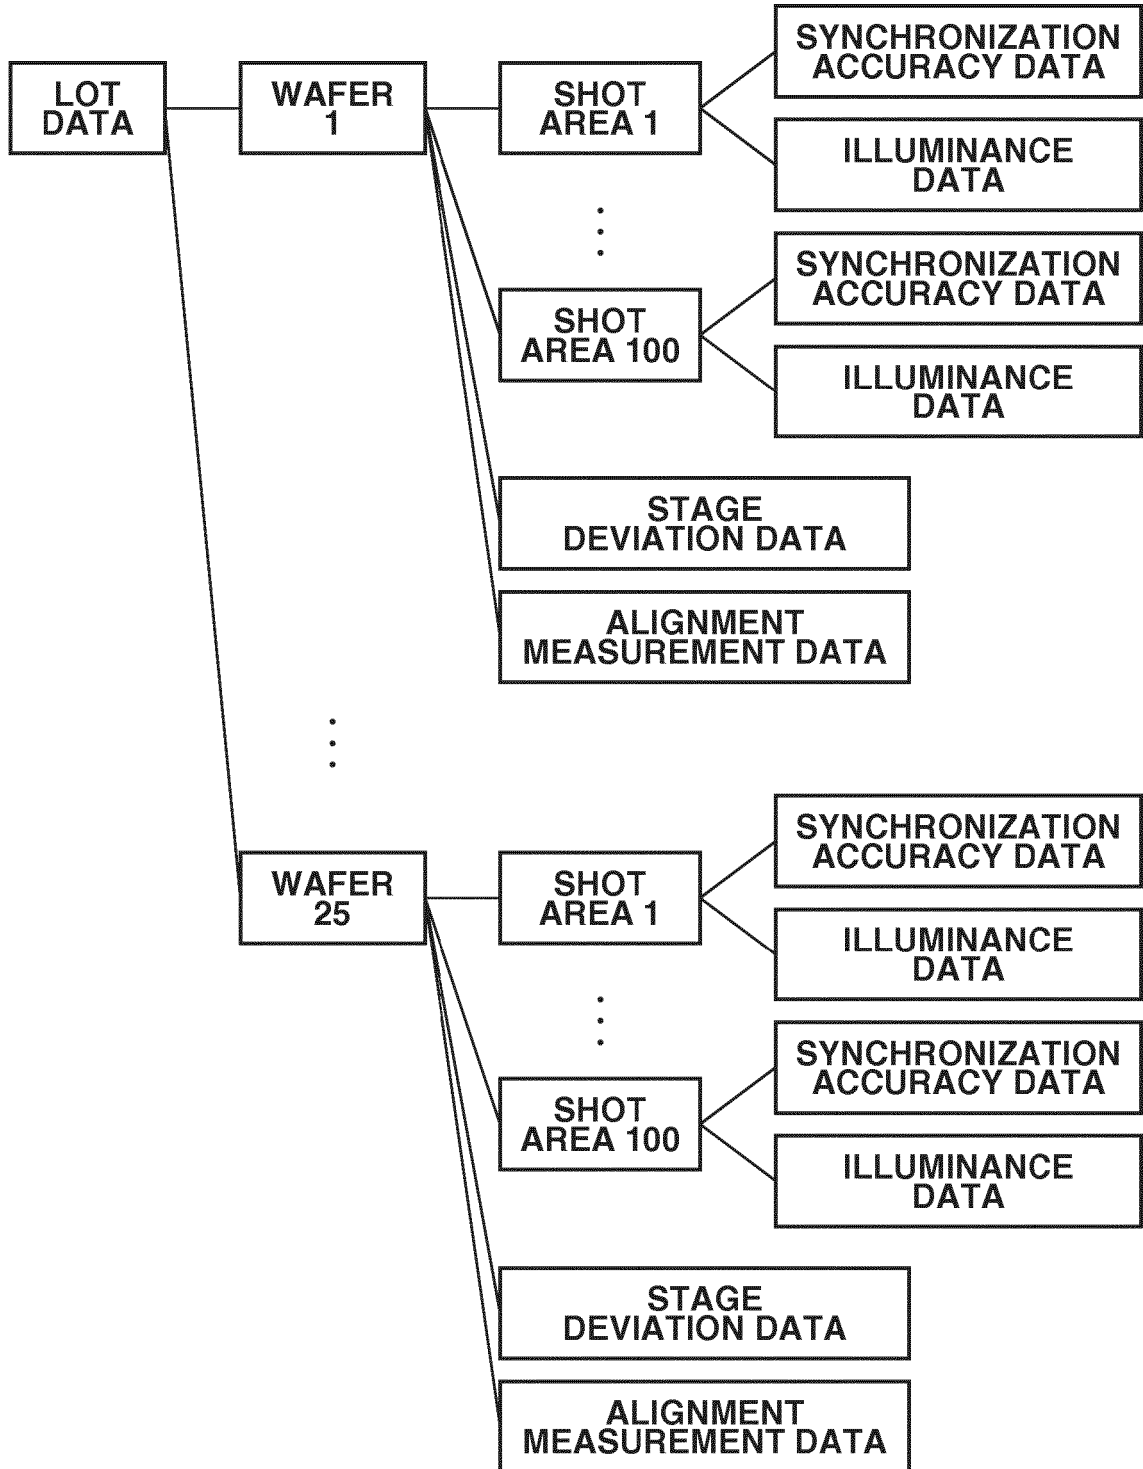 LOT
DATA
WAFER
1
SHOT
AREA 1
SYNCHRONIZATION
ACCURACY DATA
ILLUMINANCE
DATA
SHOT
AREA 100
SYNCHRONIZATION
ACCURACY DATA
ILLUMINANCE
DATA
STAGE
DEVIATION DATA
ALIGNMENT
MEASUREMENT DATA
WAFER
25
SHOT
AREA 1
SYNCHRONIZATION
ACCURACY DATA
ILLUMINANCE
DATA
SHOT
AREA 100
SYNCHRONIZATION
ACCURACY DATA
ILLUMINANCE
DATA
STAGE
DEVIATION DATA
ALIGNMENT
MEASUREMENT DATA